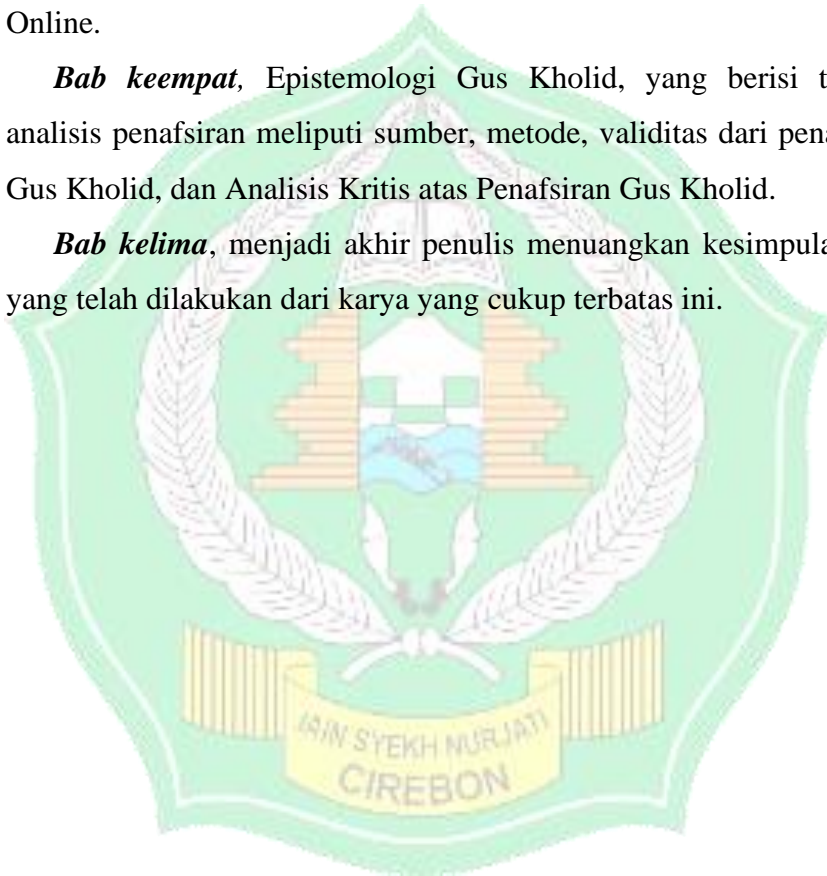 Online.
Bab keempat, Epistemologi Gus Kholid, yang berisi
analisis penafsiran meliputi sumber, metode, validitas dari
Gus Kholid, dan Analisis Kritis atas Penafsiran Gus Kholid.
Bab kelima, menjadi akhir penulis menuangkan
yang telah dilakukan dari karya yang cukup terbatas ini.
IAIN SYEKH NURJATI
CIREBON